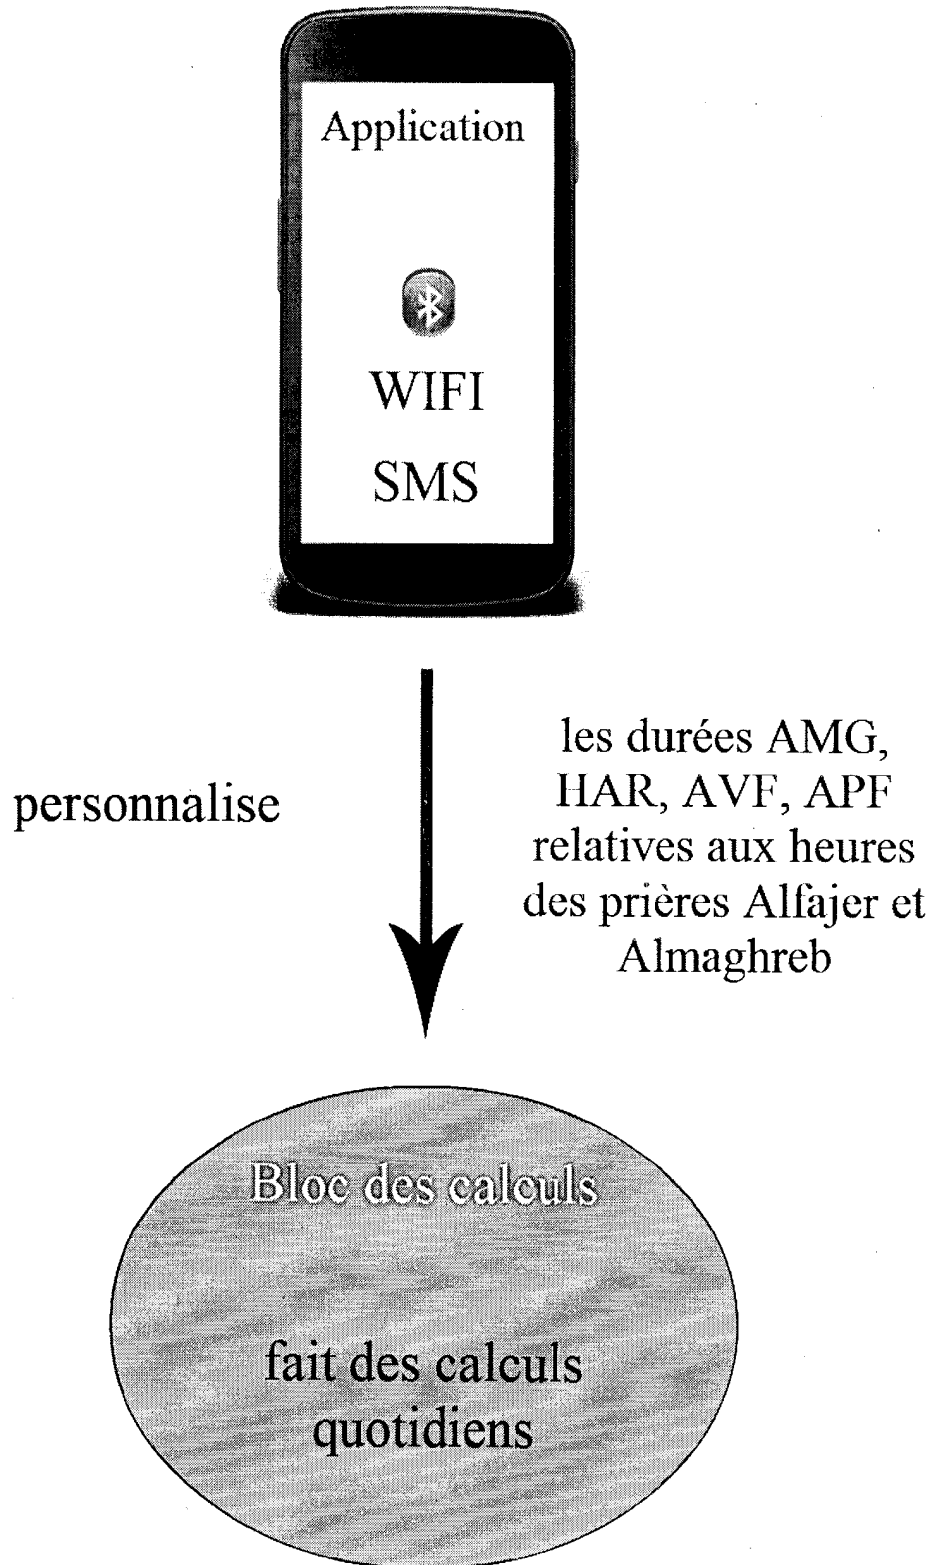 Application
WIFI
SMS
personnalise
les durées AMG,
HAR, AVF, APF
relatives aux heures
des prières Alfajer et
Almaghreb
Bloc des calculs
fait des calculs
quotidiens